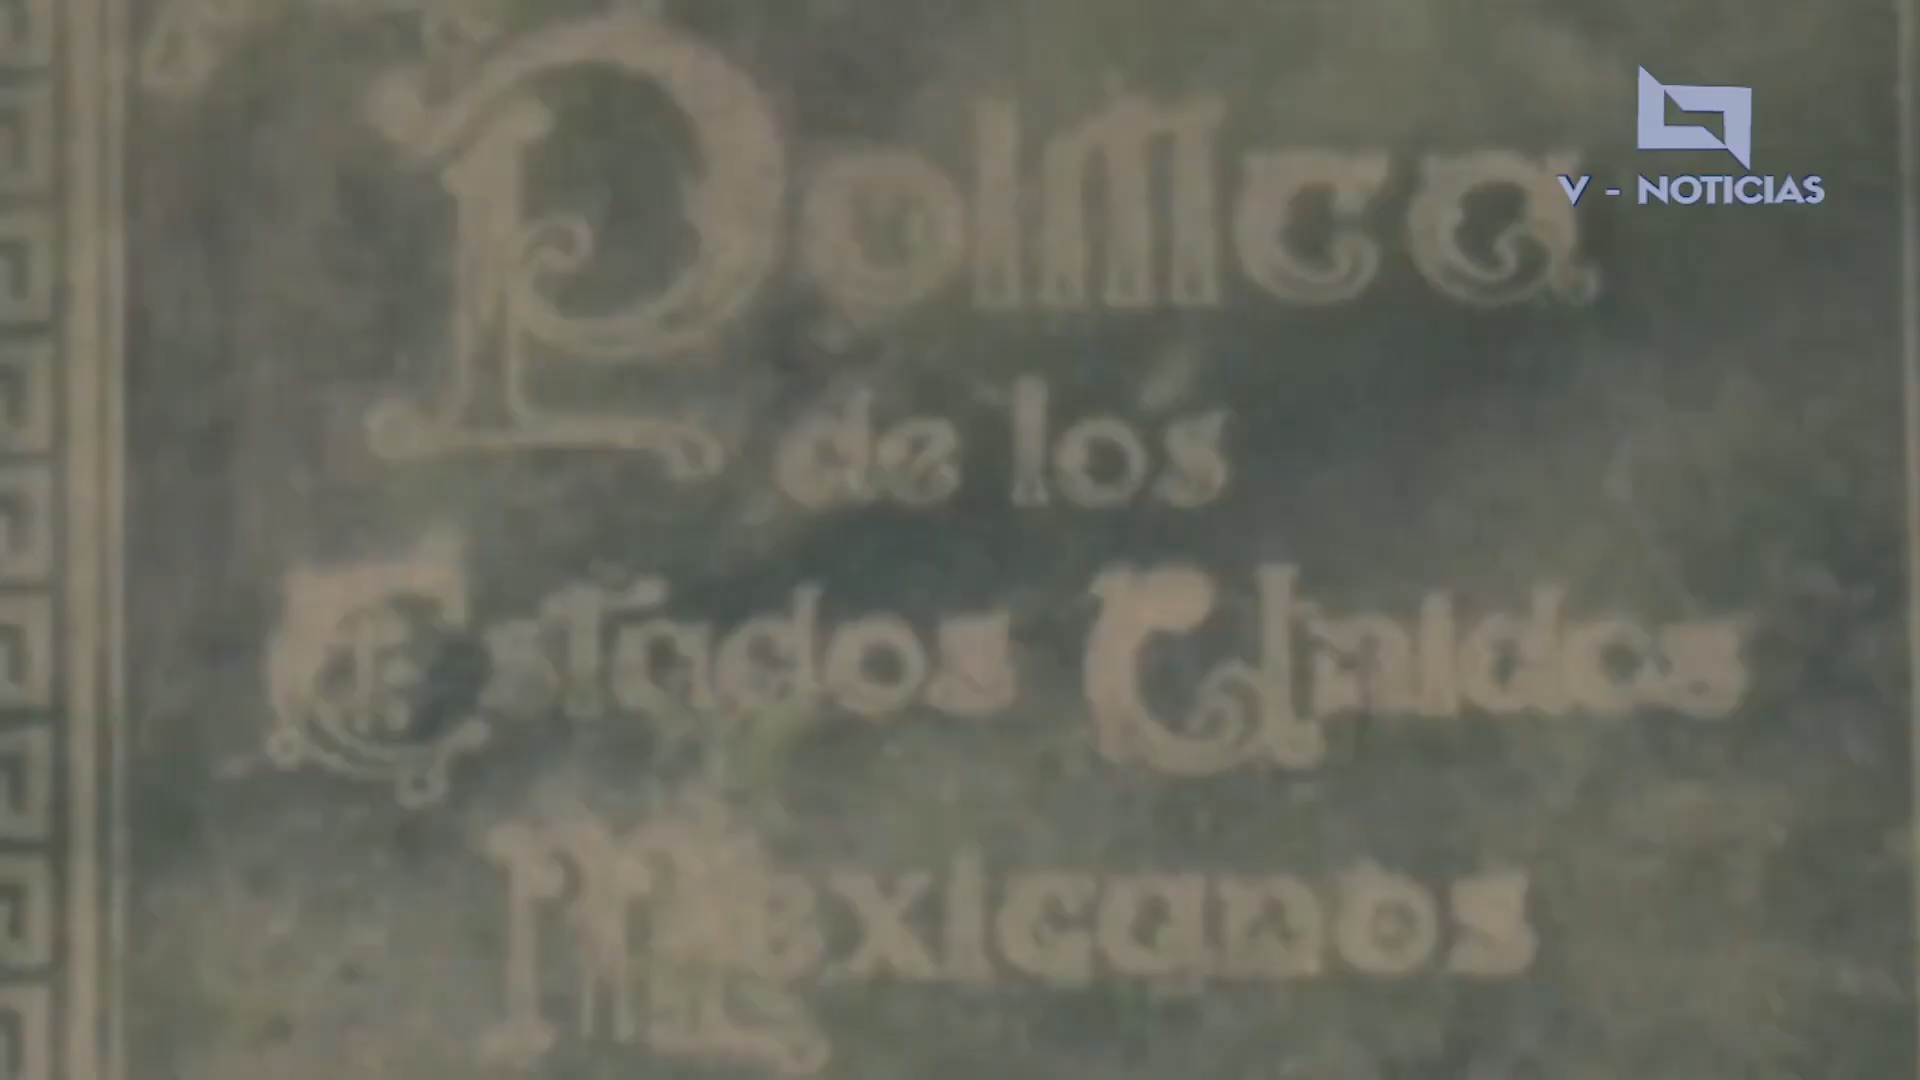 Política
de los
Estados Unidos
Mexicanos
V - NOTICIAS